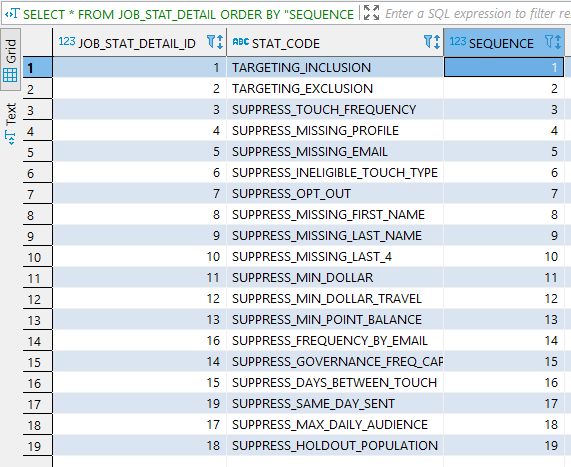 SELECT * FROM JOB_STAT_DETAIL ORDER BY "SEQUENCE Enter a SQL expression to filter re
Grid
Text
123 JOB_STAT_DETAIL_ID ABC STAT_CODE 123 SEQUENCE
1 1 TARGETING_INCLUSION 1
2 2 TARGETING_EXCLUSION 2
3 3 SUPPRESS_TOUCH_FREQUENCY 3
4 4 SUPPRESS_MISSING_PROFILE 4
5 5 SUPPRESS_MISSING_EMAIL 5
6 6 SUPPRESS_INELIGIBLE_TOUCH_TYPE 6
7 7 SUPPRESS_OPT_OUT 7
8 8 SUPPRESS_MISSING_FIRST_NAME 8
9 9 SUPPRESS_MISSING_LAST_NAME 9
10 10 SUPPRESS_MISSING_LAST_4 10
11 11 SUPPRESS_MIN_DOLLAR 11
12 12 SUPPRESS_MIN_DOLLAR_TRAVEL 12
13 13 SUPPRESS_MIN_POINT_BALANCE 13
14 16 SUPPRESS_FREQUENCY_BY_EMAIL 14
15 14 SUPPRESS_GOVERNANCE_FREQ_CAP 15
16 15 SUPPRESS_DAYS_BETWEEN_TOUCH 16
17 19 SUPPRESS_SAME_DAY_SENT 17
18 17 SUPPRESS_MAX_DAILY_AUDIENCE 18
19 18 SUPPRESS_HOLDOUT_POPULATION 19